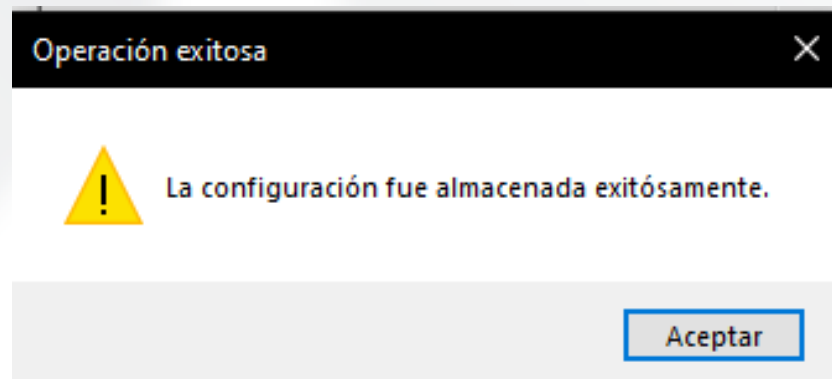 Operación exitosa
La configuración fue almacenada exitósamente.
Aceptar